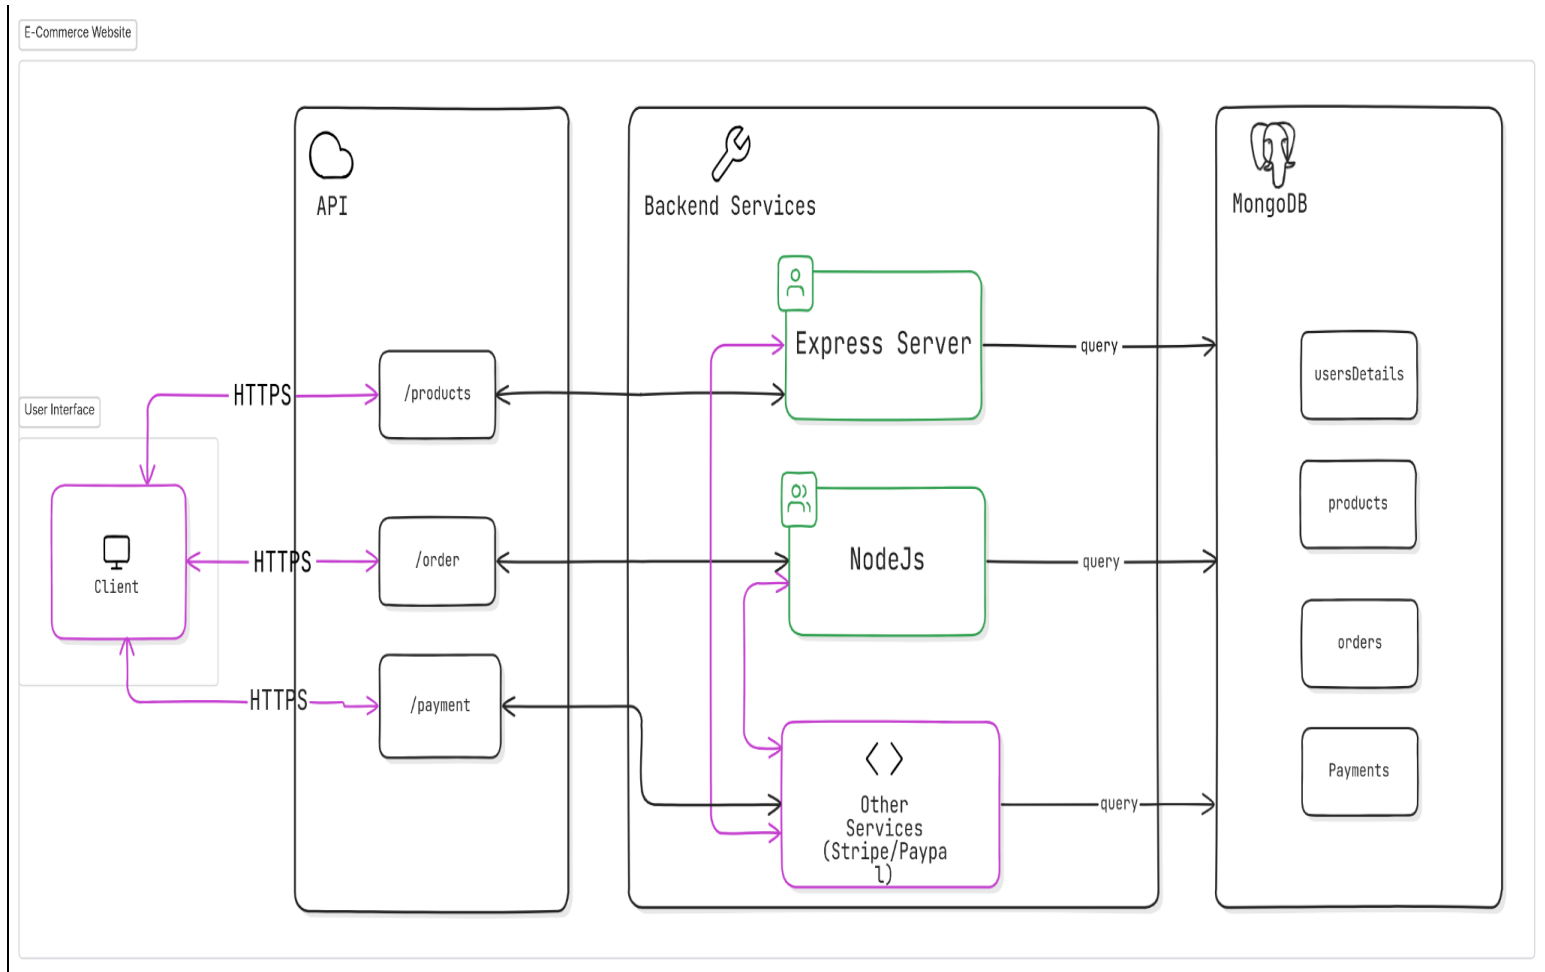 E-Commerce Website
API
Backend Services
MongoDB
Express Server
query
usersDetails
HTTPS
/products
User Interface
products
NodeJs
HTTPS
/order
query
Client
orders
HTTPS
/payment
Payments
Other
Services
(Stripe/Paypa
l)
query